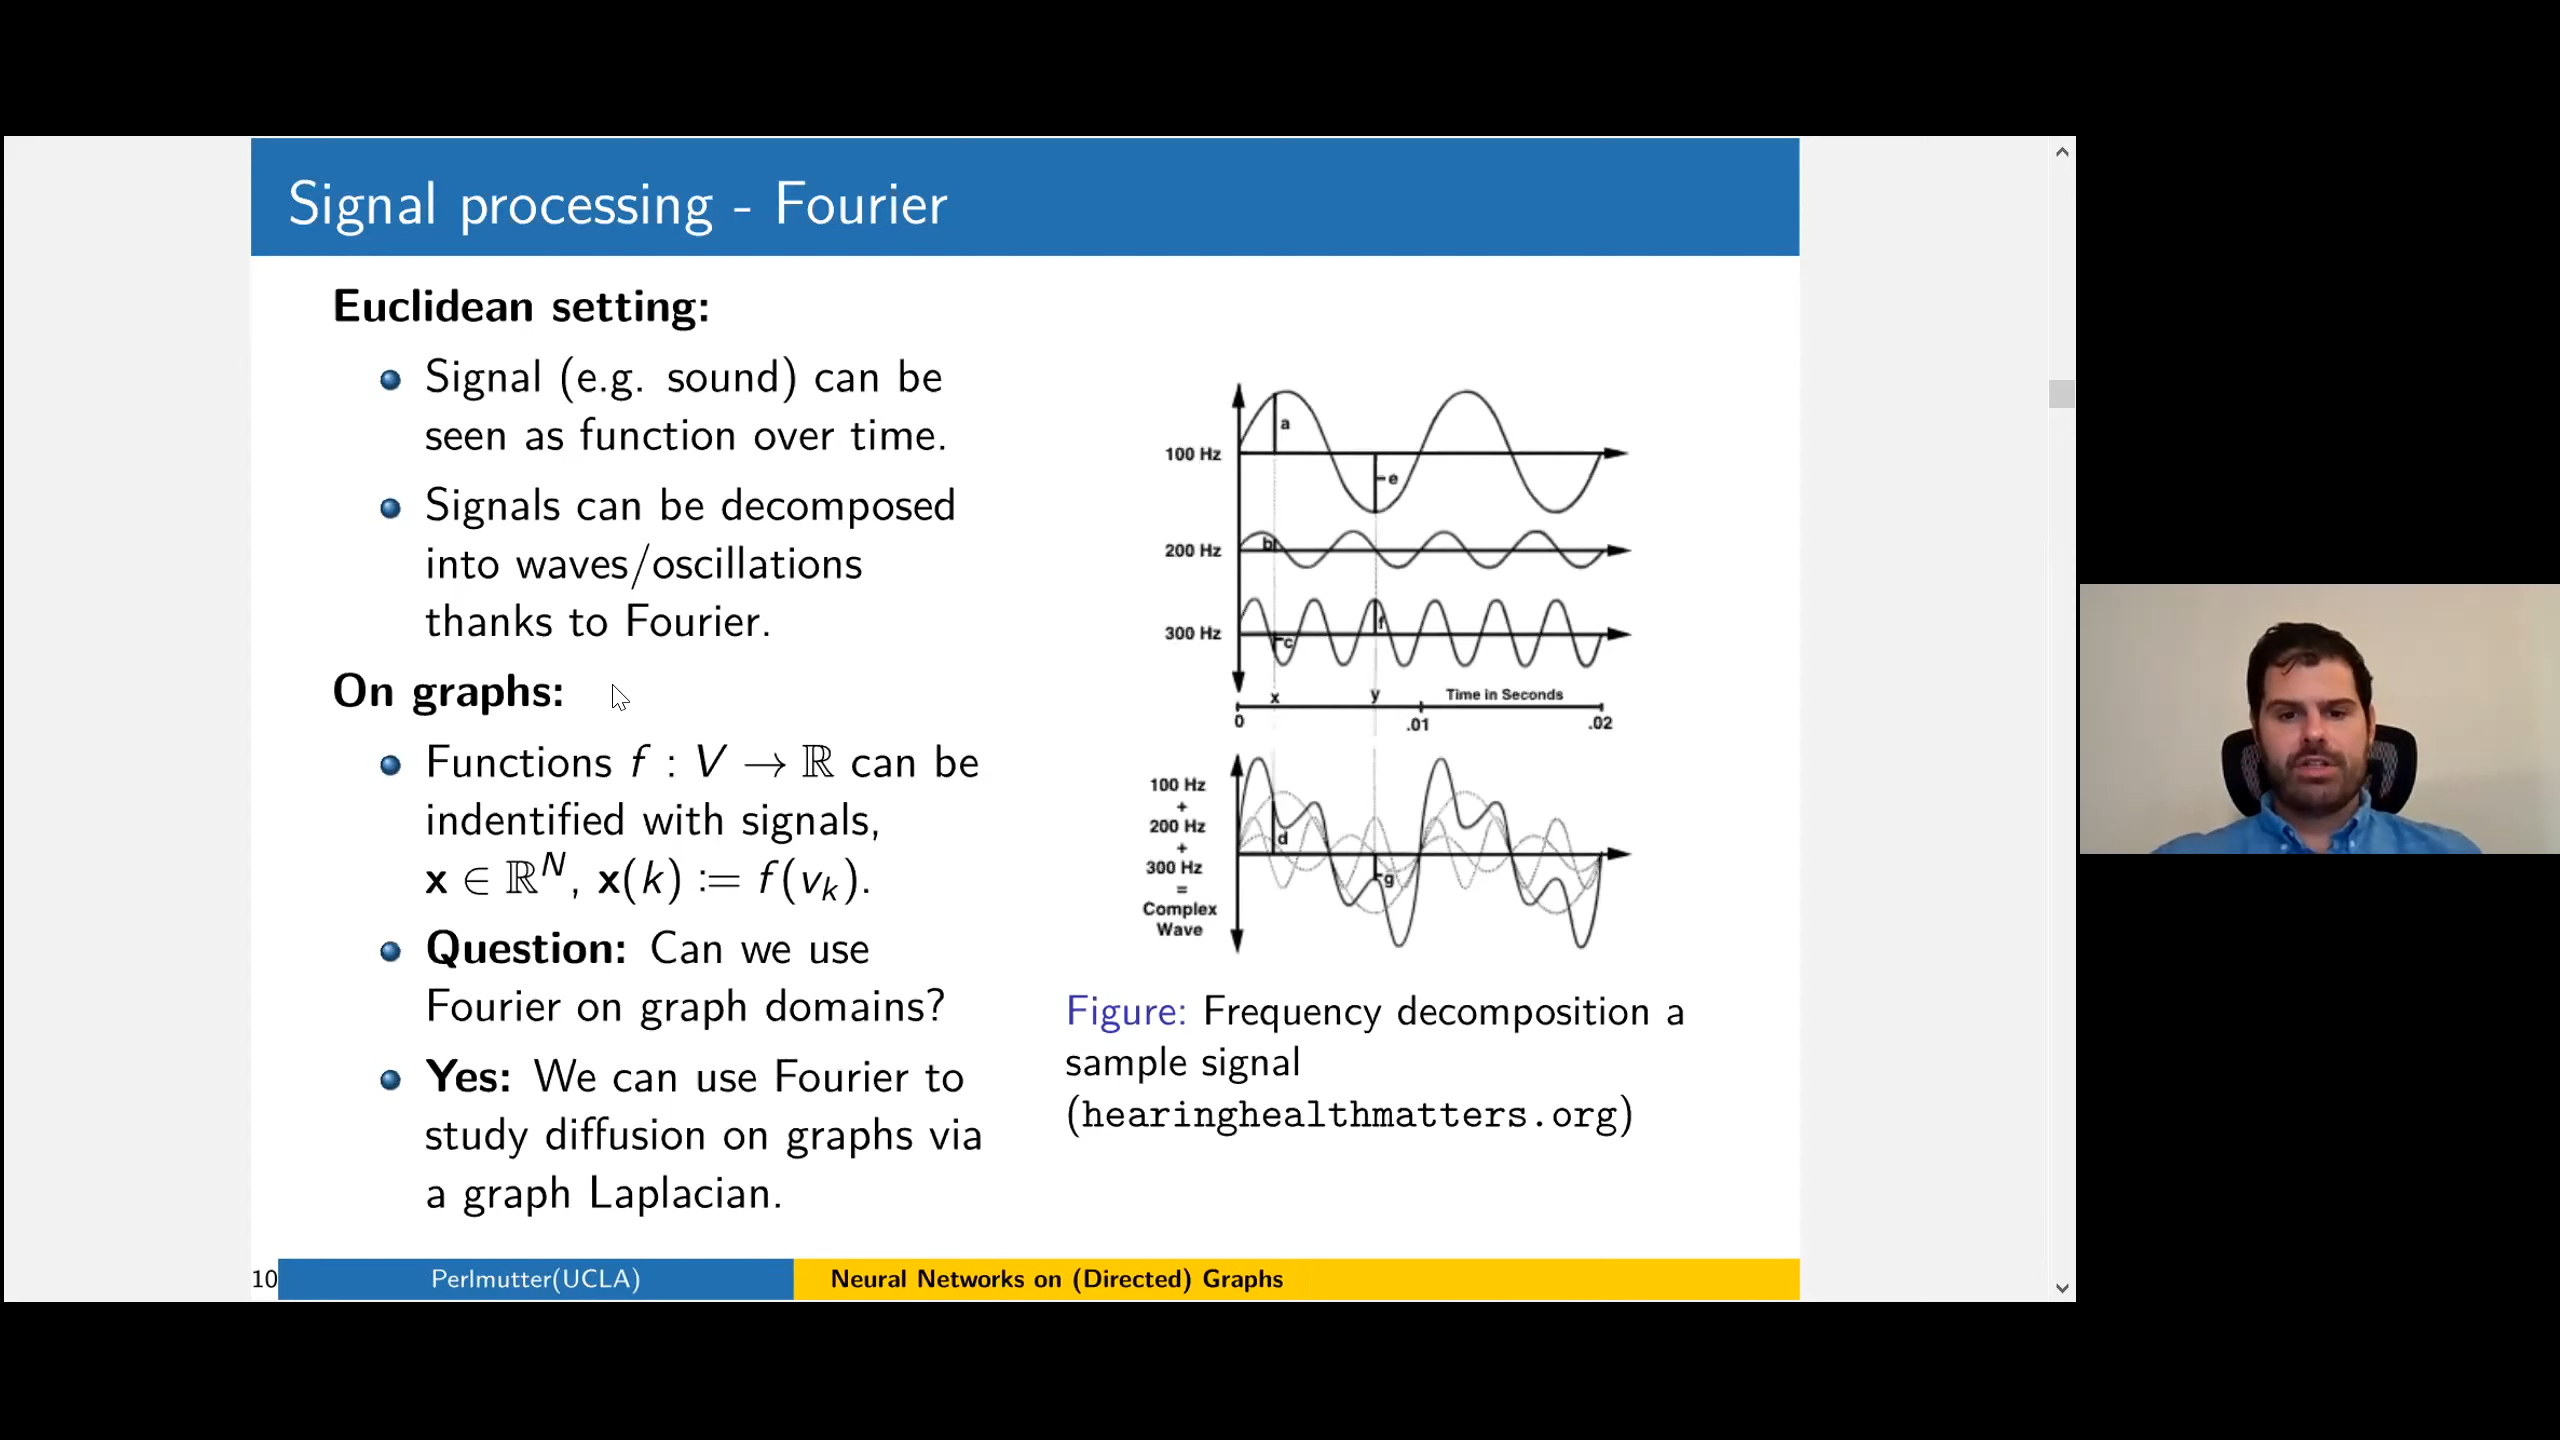 Signal processing - Fourier
Euclidean setting:
Signal (e.g. sound) can be
seen as function over time.
Signals can be decomposed
into waves/oscillations
thanks to Fourier.
On graphs:
Functions f : V → ℝ can be
indentified with signals,
x ∈ ℝ^N, x(k) := f(v_k).
Question: Can we use
Fourier on graph domains?
Yes: We can use Fourier to
study diffusion on graphs via
a graph Laplacian.
a
100 Hz
-e
b
200 Hz
f
300 Hz
-c
x
y
Time in Seconds
0
.01
.02
100 Hz
+
200 Hz
+
300 Hz
=
Complex
Wave
d
-g
Figure: Frequency decomposition a
sample signal
(hearinghealthmatters.org)
10
Perlmutter(UCLA)
Neural Networks on (Directed) Graphs